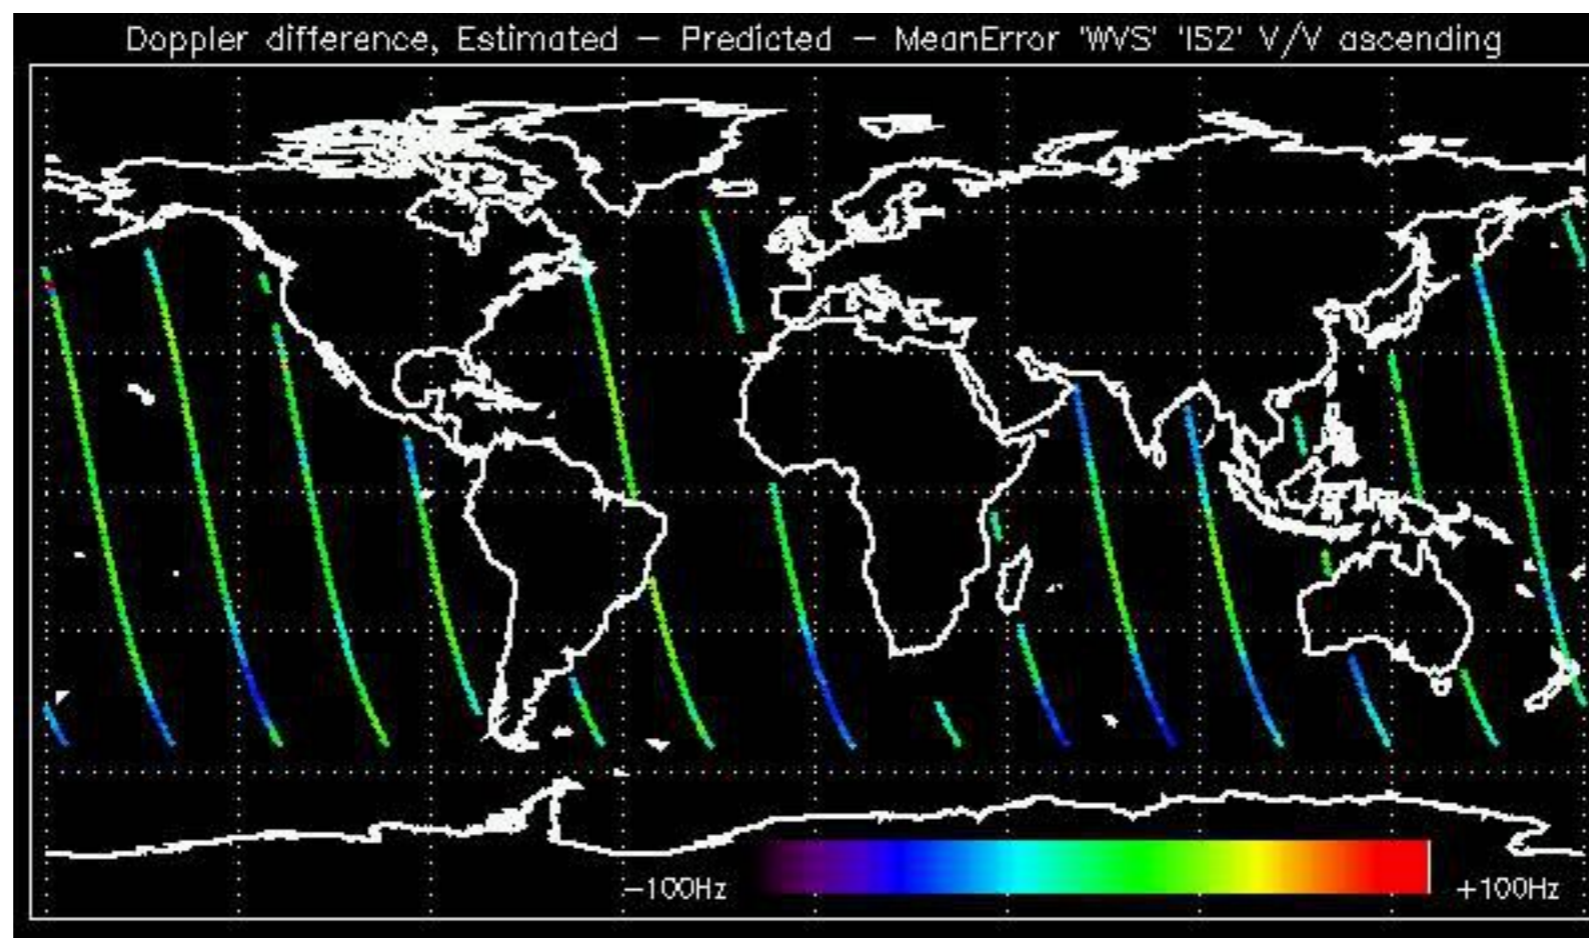 Doppler difference, Estimated – Predicted – MeanError 'WVS' 'IS2' V/V ascending
–100Hz +100Hz